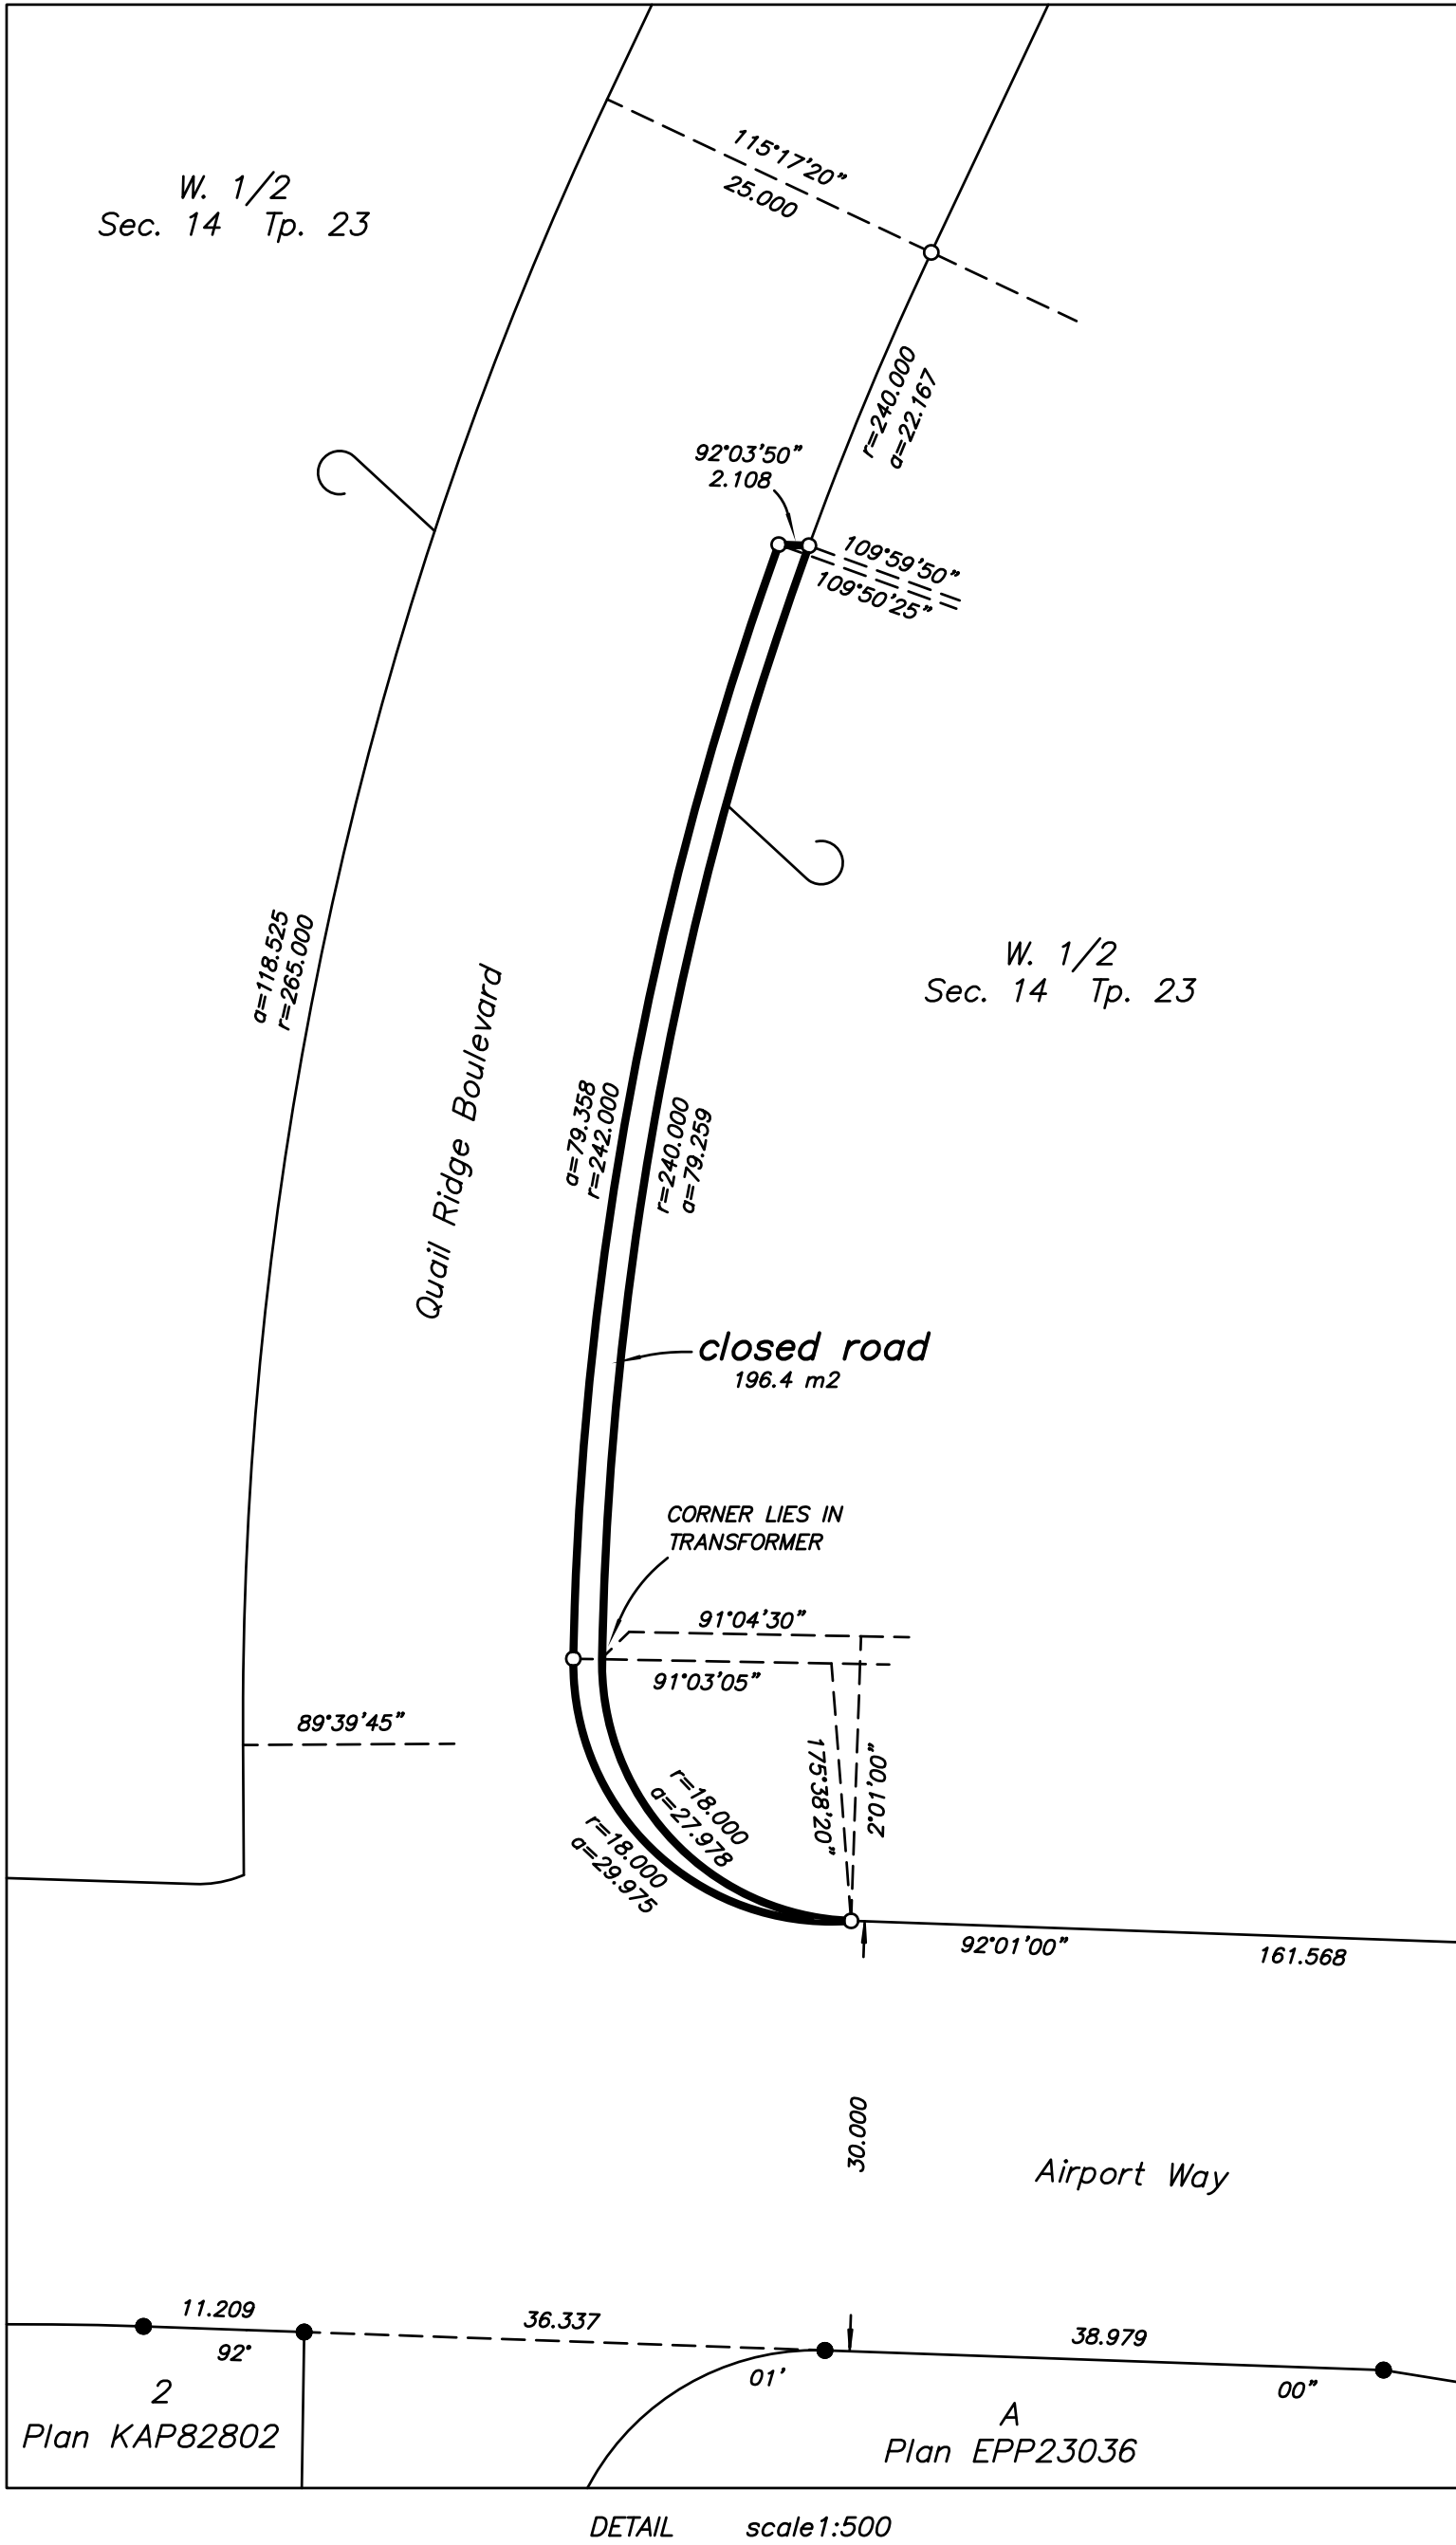 115°17'20"
25.000
W. 1/2
Sec. 14 Tp. 23
r=240.000
a=22.167
92°03'50"
2.108
109°59'50"
109°50'25"
a=118.525
r=265.000
W. 1/2
Sec. 14 Tp. 23
Quail Ridge Boulevard
a=79.358
r=242.000
r=240.000
a=79.259
closed road
196.4 m2
CORNER LIES IN
TRANSFORMER
91°04'30"
91°03'05"
89°39'45"
175°38'20"
2°01'00"
r=18.000
a=27.978
r=18.000
a=29.975
92°01'00"
161.568
30.000
Airport Way
11.209
36.337
38.979
92°
01'
00"
2
Plan KAP82802
A
Plan EPP23036
DETAIL scale1:500